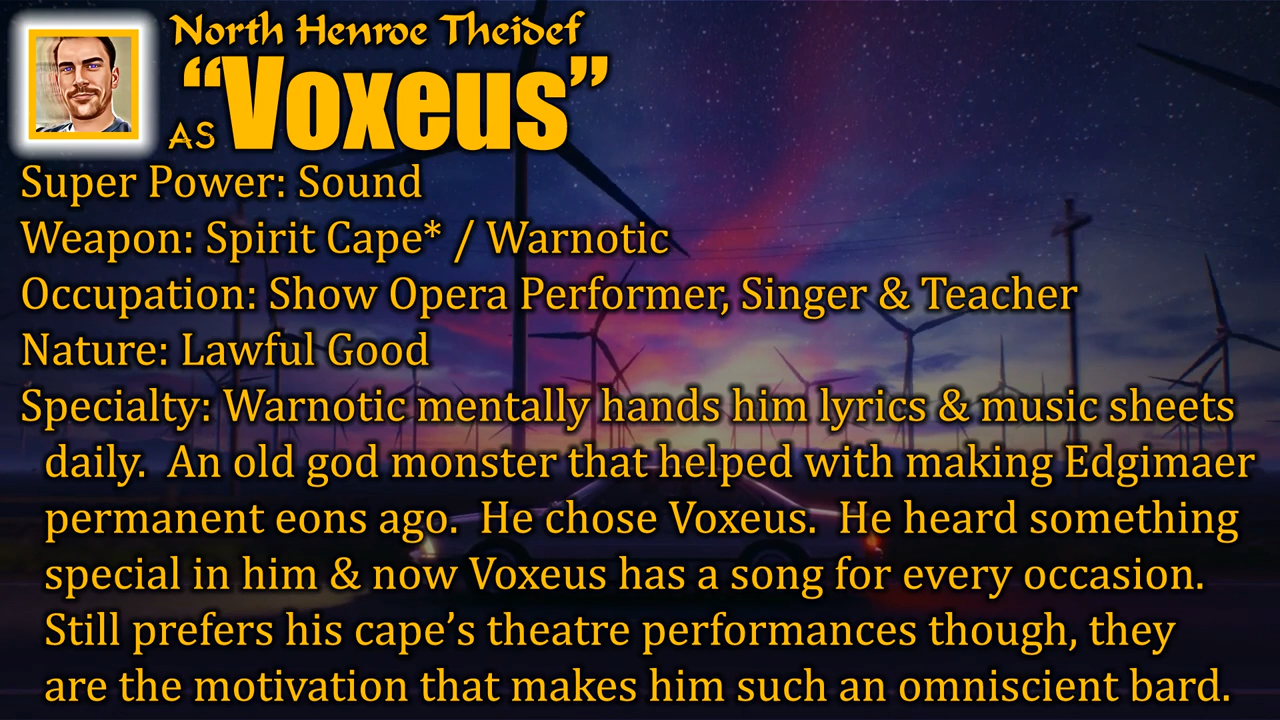 North Henroe Theidef
AS “Voxeus”
Super Power: Sound
Weapon: Spirit Cape* / Warnotic
Occupation: Show Opera Performer, Singer & Teacher
Nature: Lawful Good
Specialty: Warnotic mentally hands him lyrics & music sheets
daily.  An old god monster that helped with making Edgimaer
permanent eons ago.  He chose Voxeus.  He heard something
special in him & now Voxeus has a song for every occasion.
Still prefers his cape’s theatre performances though, they
are the motivation that makes him such an omniscient bard.